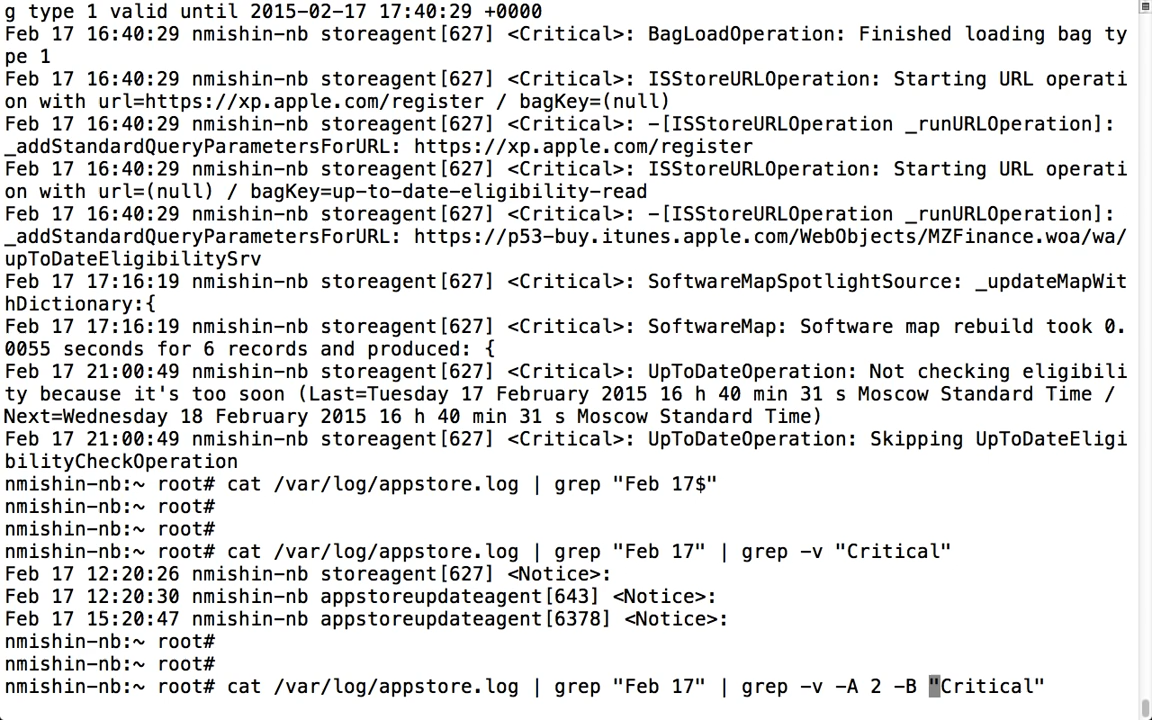 g type 1 valid until 2015-02-17 17:40:29 +0000
Feb 17 16:40:29 nmishin-nb storeagent[627] <Critical>: BagLoadOperation: Finished loading bag ty
pe 1
Feb 17 16:40:29 nmishin-nb storeagent[627] <Critical>: ISStoreURLOperation: Starting URL operati
on with url=https://xp.apple.com/register / bagKey=(null)
Feb 17 16:40:29 nmishin-nb storeagent[627] <Critical>: -[ISStoreURLOperation _runURLOperation]:
_addStandardQueryParametersForURL: https://xp.apple.com/register
Feb 17 16:40:29 nmishin-nb storeagent[627] <Critical>: ISStoreURLOperation: Starting URL operati
on with url=(null) / bagKey=up-to-date-eligibility-read
Feb 17 16:40:29 nmishin-nb storeagent[627] <Critical>: -[ISStoreURLOperation _runURLOperation]:
_addStandardQueryParametersForURL: https://p53-buy.itunes.apple.com/WebObjects/MZFinance.woa/wa/
upToDateEligibilitySrv
Feb 17 17:16:19 nmishin-nb storeagent[627] <Critical>: SoftwareMapSpotlightSource: _updateMapWit
hDictionary:{
Feb 17 17:16:19 nmishin-nb storeagent[627] <Critical>: SoftwareMap: Software map rebuild took 0.
0055 seconds for 6 records and produced: {
Feb 17 21:00:49 nmishin-nb storeagent[627] <Critical>: UpToDateOperation: Not checking eligibili
ty because it's too soon (Last=Tuesday 17 February 2015 16 h 40 min 31 s Moscow Standard Time /
Next=Wednesday 18 February 2015 16 h 40 min 31 s Moscow Standard Time)
Feb 17 21:00:49 nmishin-nb storeagent[627] <Critical>: UpToDateOperation: Skipping UpToDateEligi
bilityCheckOperation
nmishin-nb:~ root# cat /var/log/appstore.log | grep "Feb 17$"
nmishin-nb:~ root#
nmishin-nb:~ root#
nmishin-nb:~ root# cat /var/log/appstore.log | grep "Feb 17" | grep -v "Critical"
Feb 17 12:20:26 nmishin-nb storeagent[627] <Notice>:
Feb 17 12:20:30 nmishin-nb appstoreupdateagent[643] <Notice>:
Feb 17 15:20:47 nmishin-nb appstoreupdateagent[6378] <Notice>:
nmishin-nb:~ root#
nmishin-nb:~ root#
nmishin-nb:~ root# cat /var/log/appstore.log | grep "Feb 17" | grep -v -A 2 -B "Critical"